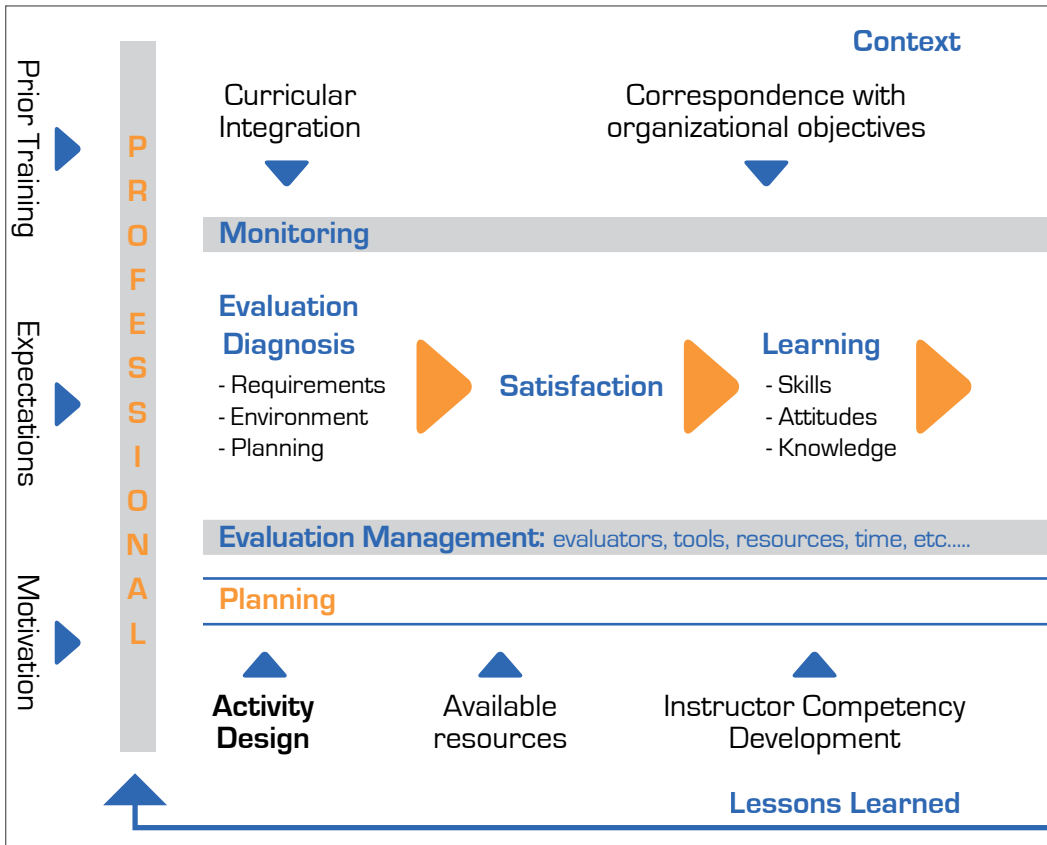 Context
Prior Training
Expectations
Motivation
PROFESSIONAL
Curricular
Integration
Correspondence with
organizational objectives
Monitoring
Evaluation
Diagnosis
- Requirements
- Environment
- Planning
Satisfaction
Learning
- Skills
- Attitudes
- Knowledge
Evaluation Management: evaluators, tools, resources, time, etc.....
Planning
Activity
Design
Available
resources
Instructor Competency
Development
Lessons Learned